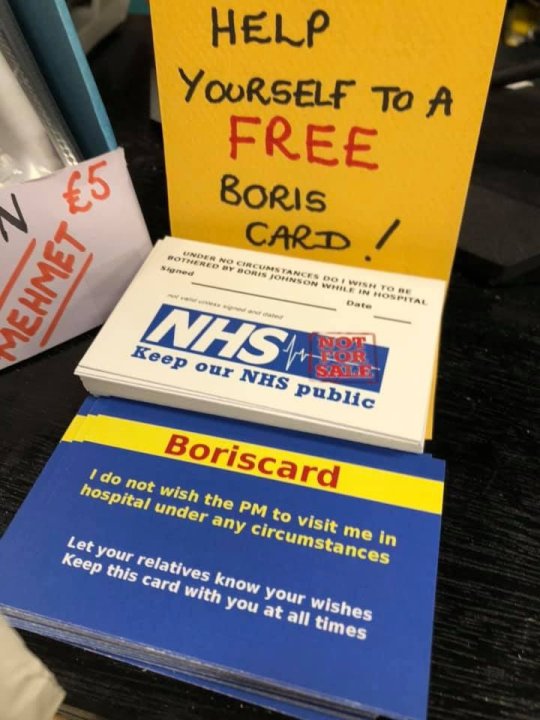 HELP
YOURSELF TO A
FREE
BORIS
CARD!
N £5
MEHMET
UNDER NO CIRCUMSTANCES DO I WISH TO BE
BOTHERED BY BORIS JOHNSON WHILE IN HOSPITAL
Signed
Date
not valid unless signed and dated
NHS
NOT
FOR
SALE
Keep our NHS public
Boriscard
I do not wish the PM to visit me in
hospital under any circumstances
Let your relatives know your wishes
Keep this card with you at all times